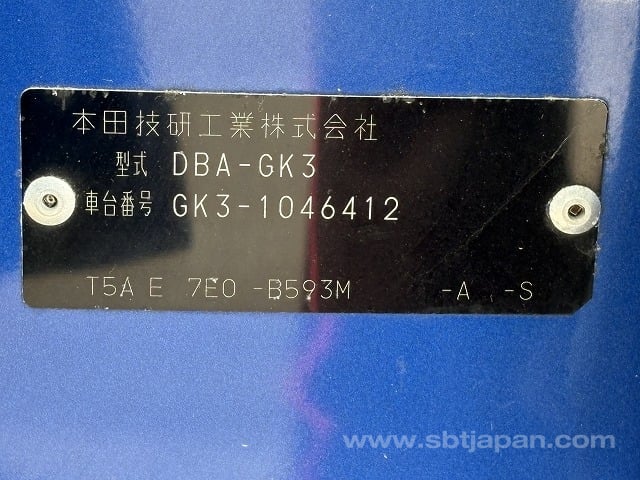 本田技研工業株式会社
型式 DBA-GK3
車台番号 GK3-1046412
T5A E 7E0 -B593M -A -S
www.sbtjapan.com